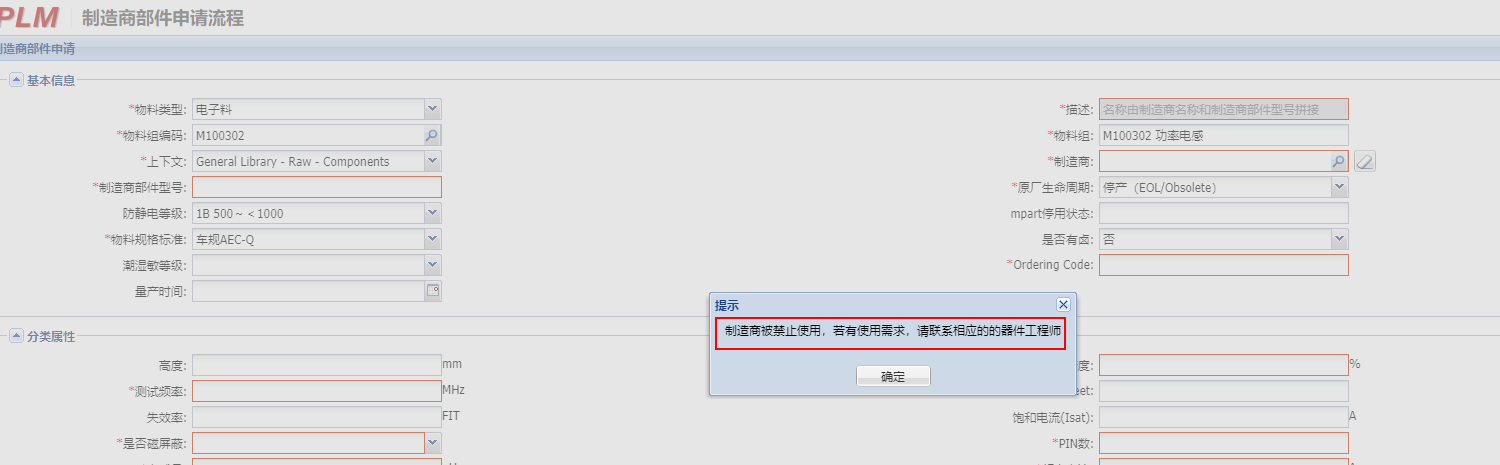 PLM 制造商部件申请流程
制造商部件申请
基本信息
*物料类型: 电子料 *描述: 名称由制造商名称和制造商部件型号拼接
*物料组编码: M100302 *物料组: M100302 功率电感
*上下文: General Library - Raw - Components *制造商:
*制造商部件型号: *原厂生命周期: 停产（EOL/Obsolete）
防静电等级: 1B 500 ~ < 1000 mpart停用状态:
*物料规格标准: 车规AEC-Q 是否有卤: 否
潮湿敏等级: *Ordering Code:
量产时间:
提示
制造商被禁止使用，若有使用需求，请联系相应的的器件工程师
确定
分类属性
高度: mm 度: %
*测试频率: MHz eet:
失效率: FIT 饱和电流(Isat): A
*是否磁屏蔽: *PIN数: